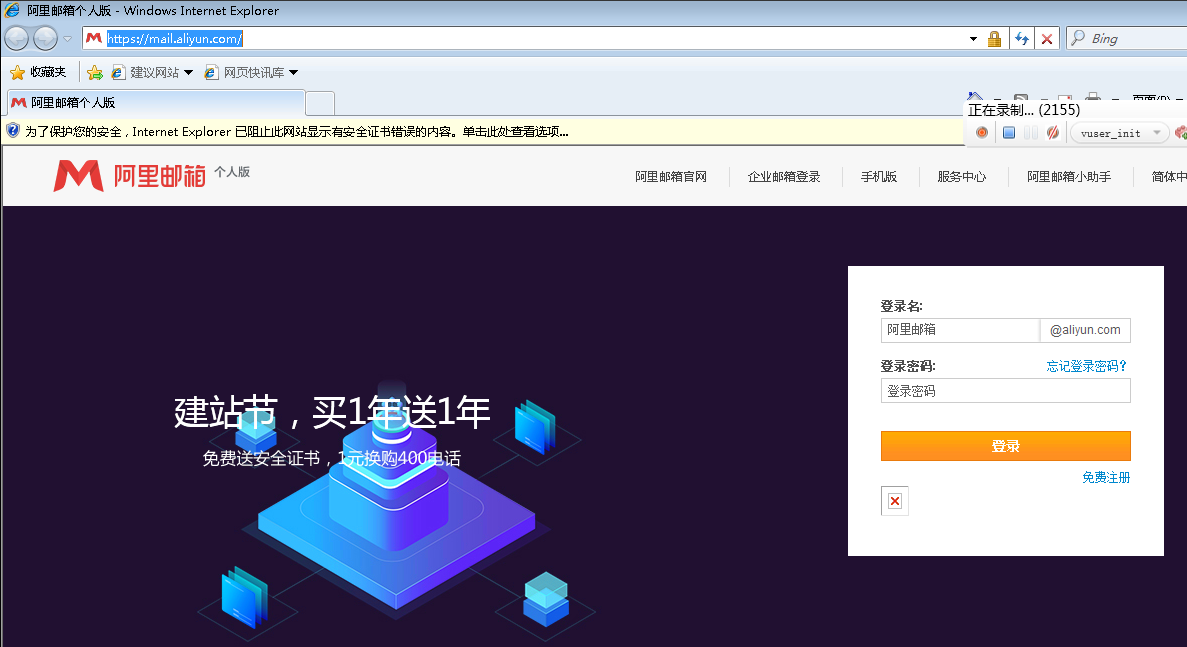 阿里邮箱个人版 - Windows Internet Explorer
https://mail.aliyun.com/
Bing
收藏夹
建议网站
网页快讯库
阿里邮箱个人版
正在录制... (2155)
为了保护您的安全，Internet Explorer 已阻止此网站显示有安全证书错误的内容。单击此处查看选项...
vuser_init
阿里邮箱 个人版
阿里邮箱官网
企业邮箱登录
手机版
服务中心
阿里邮箱小助手
简体中
登录名:
阿里邮箱 @aliyun.com
登录密码: 忘记登录密码?
登录密码
建站节，买1年送1年
登录
免费送安全证书，1元换购400电话
免费注册